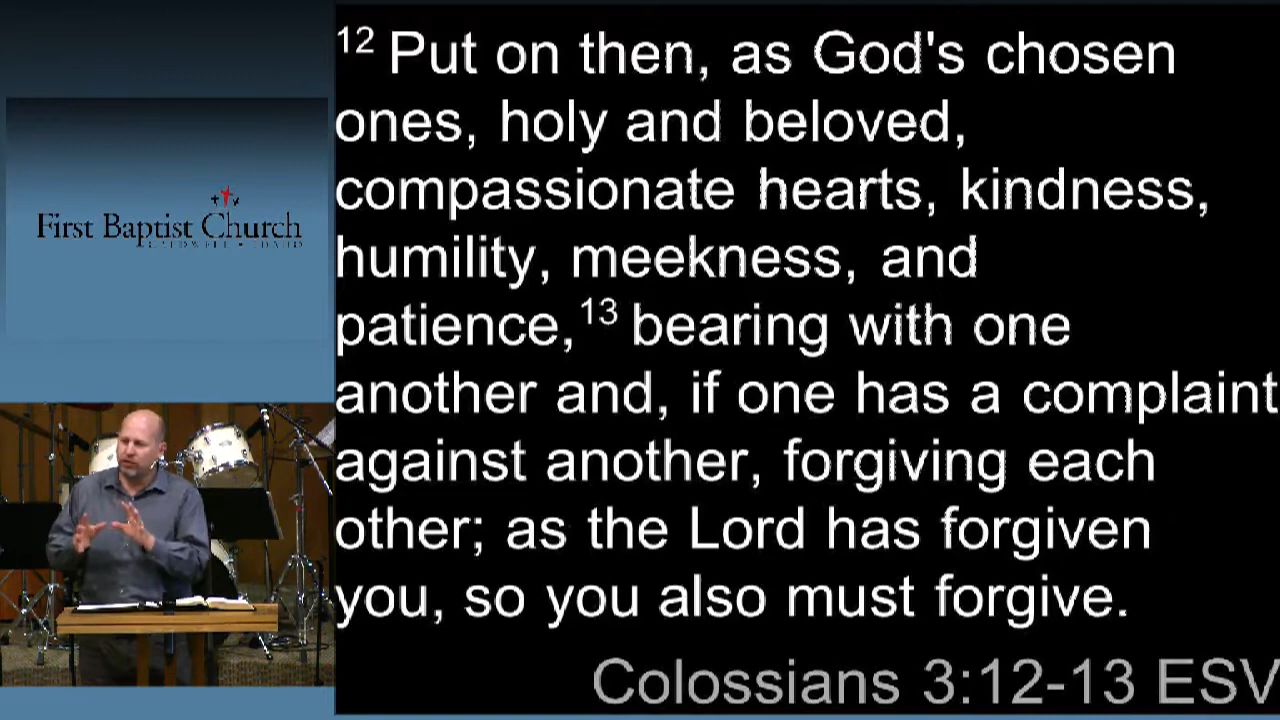 First Baptist Church
CALDWELL • IDAHO
12 Put on then, as God's chosen
ones, holy and beloved,
compassionate hearts, kindness,
humility, meekness, and
patience,13 bearing with one
another and, if one has a complaint
against another, forgiving each
other; as the Lord has forgiven
you, so you also must forgive.
Colossians 3:12-13 ESV